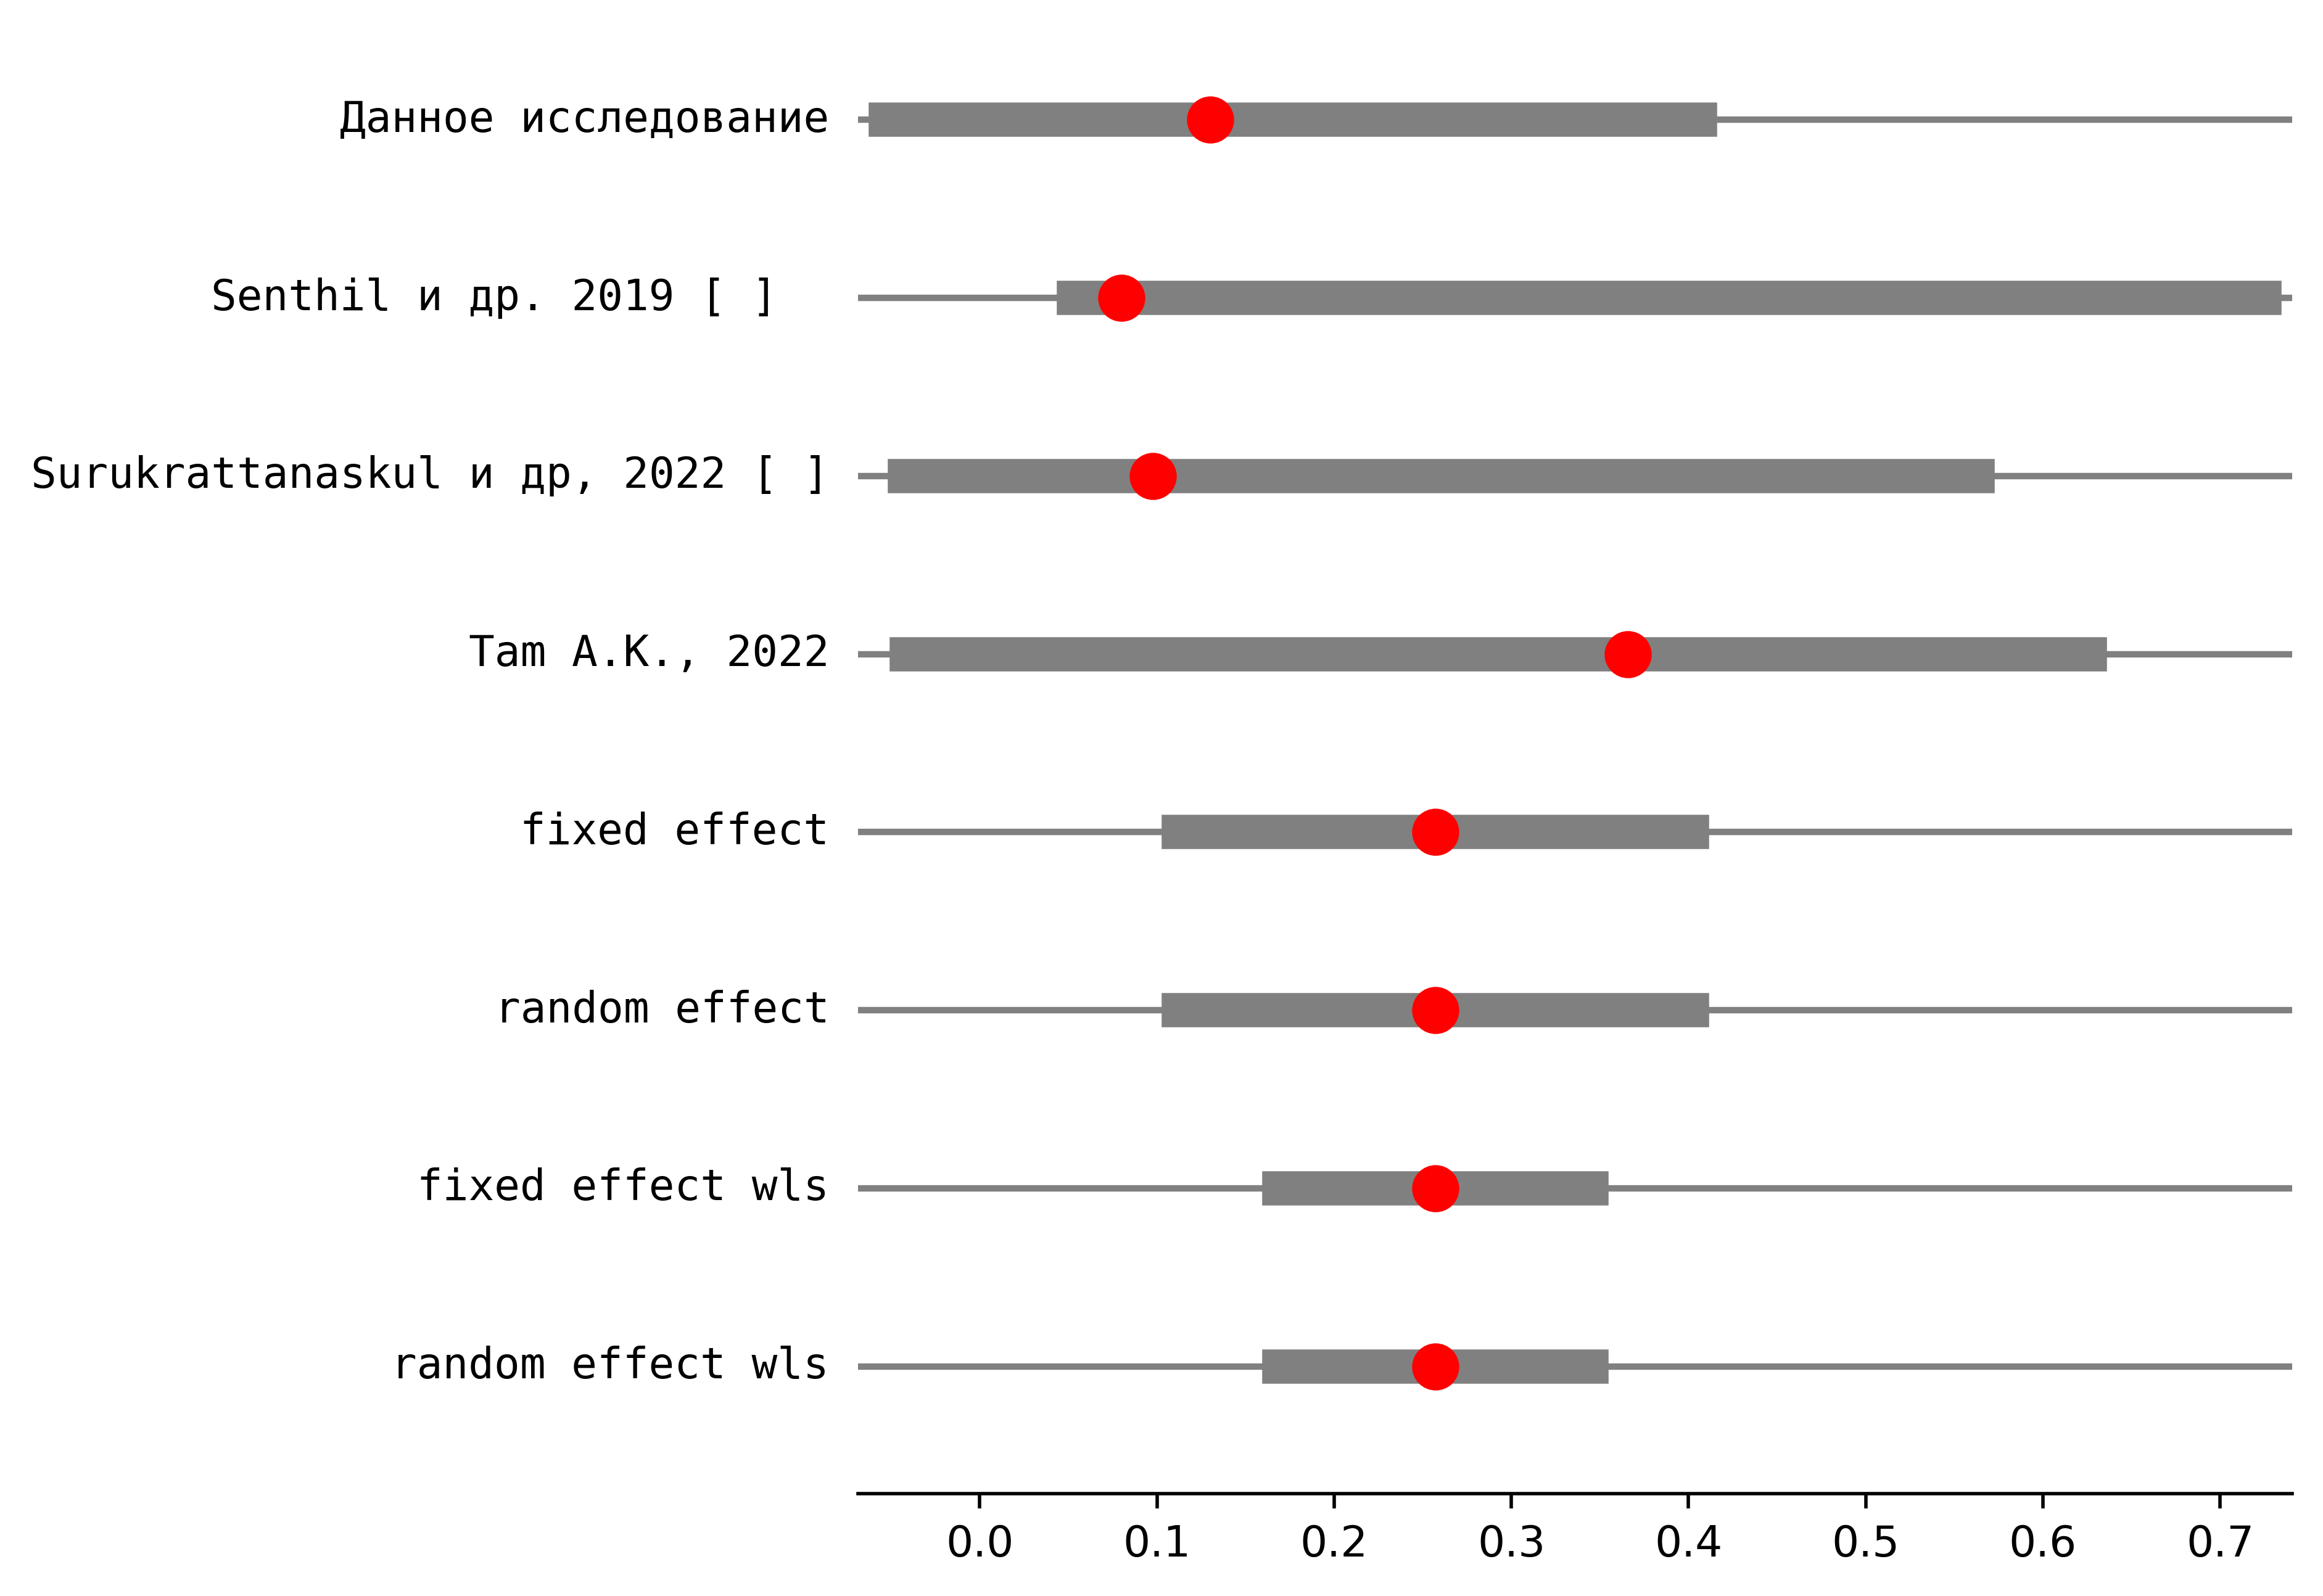 Данное исследование
Senthil и др. 2019 [ ]
Surukrattanaskul и др, 2022 [ ]
Tam A.K., 2022
fixed effect
random effect
fixed effect wls
random effect wls
0.0 0.1 0.2 0.3 0.4 0.5 0.6 0.7